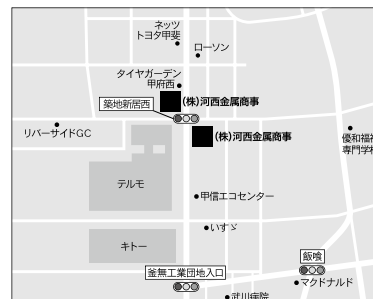 ネッツ
トヨタ甲斐
ローソン
タイヤガーデン
甲府西
(株)河西金属商事
築地新居西
リバーサイドGC
(株)河西金属商事
優和福祉
専門学校
テルモ
甲信エコセンター
いすゞ
キトー
飯喰
釜無工業団地入口
マクドナルド
武川病院